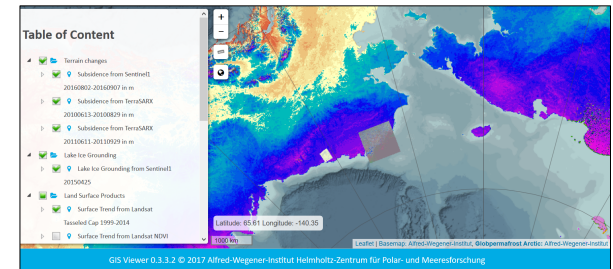 Table of Content
Terrain changes
Subsidence from Sentinel1
20160802-20160907 in m
Subsidence from TerraSARX
20100613-20100829 in m
Subsidence from TerraSARX
20110611-20110929 in m
Lake Ice Grounding
Lake Ice Grounding from Sentinel1
20150425
Land Surface Products
Surface Trend from Landsat
Tasseled Cap 1999-2014
Surface Trend from Landsat NDVI
+
−
Latitude: 65.61 Longitude: -140.35
1000 km
Leaflet | Basemap: Alfred-Wegener-Institut, Globpermafrost Arctic: Alfred-Wegener-Institut
GIS Viewer 0.3.3.2 © 2017 Alfred-Wegener-Institut Helmholtz-Zentrum für Polar- und Meeresforschung